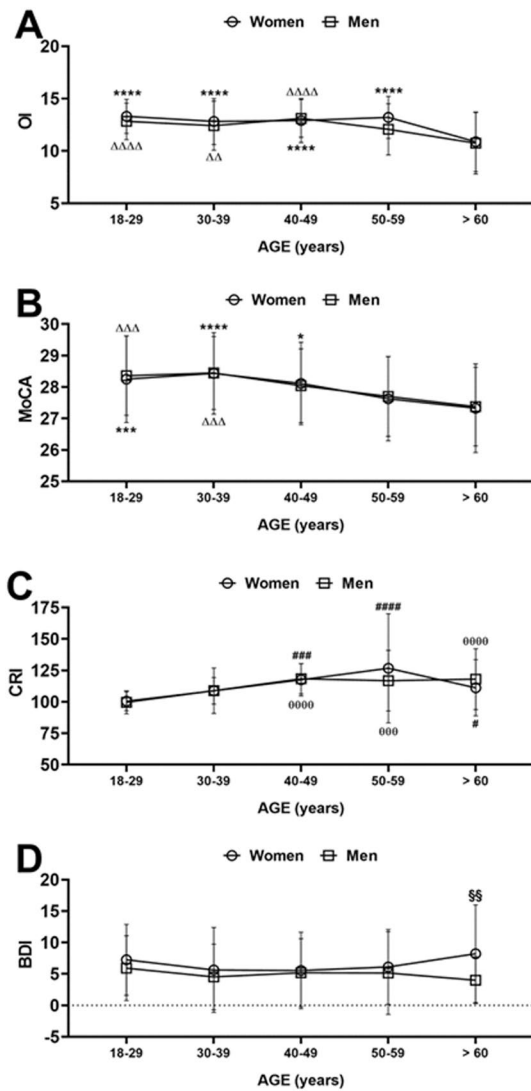 A
Women Men
OI
**** **** ΔΔΔΔ ****
15
10
5
ΔΔΔΔ ΔΔ ****
18-29 30-39 40-49 50-59 > 60
AGE (years)
B
Women Men
MoCA
30
29
28
27
26
25
ΔΔΔ **** *
*** ΔΔΔ
18-29 30-39 40-49 50-59 > 60
AGE (years)
C
Women Men
CRI
175
150
125
100
75
50
### #### θθθθ
θθθθ θθθ #
18-29 30-39 40-49 50-59 > 60
AGE (years)
D
Women Men
BDI
20
15
10
5
0
-5
§§
18-29 30-39 40-49 50-59 > 60
AGE (years)